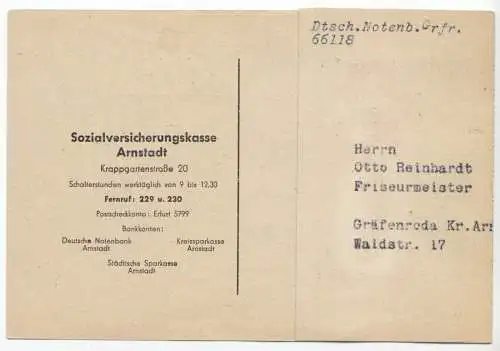 Dtsch.Notenb.Grfr.
66118
Sozialversicherungskasse
Arnstadt
Krappgartenstraße 20
Schalterstunden werktäglich von 9 bis 12,30
Fernruf: 229 u. 230
Postscheckkonto: Erfurt 5799
Bankkonten:
Deutsche Notenbank Kreissparkasse
Arnstadt Arnstadt
Städtische Sparkasse
Arnstadt
Herrn
Otto Reinhardt
Friseurmeister
Gräfenroda Kr.Arn
Waldstr. 17